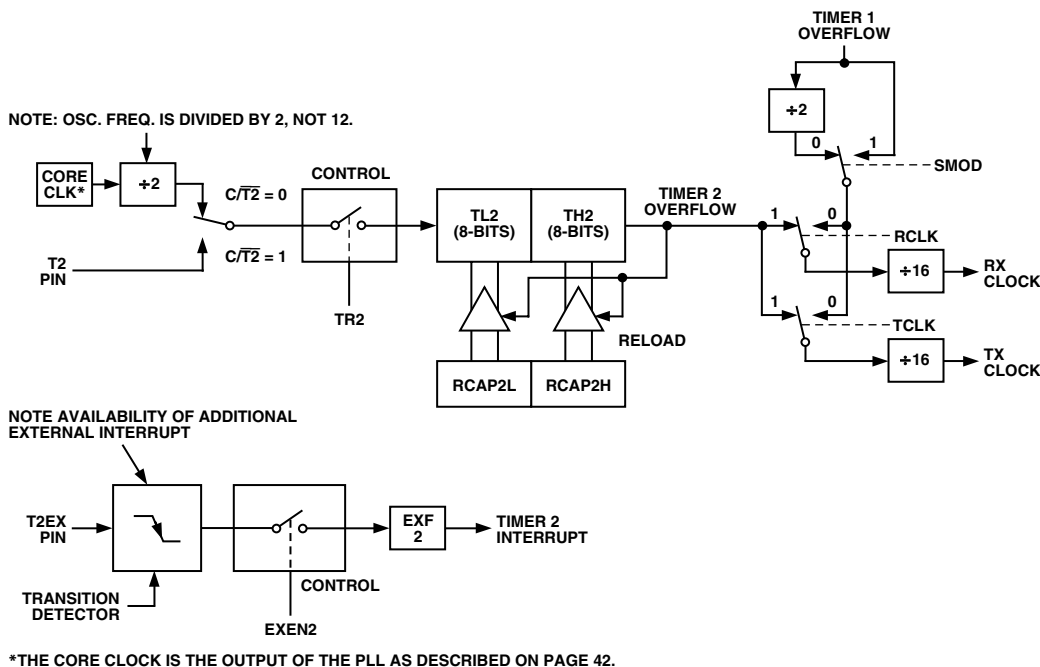 TIMER 1
OVERFLOW
÷2
0
1
SMOD
NOTE: OSC. FREQ. IS DIVIDED BY 2, NOT 12.
CORE
CLK*
÷2
C/T2̅ = 0
C/T2̅ = 1
T2
PIN
CONTROL
TR2
TL2
(8-BITS)
TH2
(8-BITS)
TIMER 2
OVERFLOW
RELOAD
RCAP2L
RCAP2H
1
0
RCLK
÷16
RX
CLOCK
1
0
TCLK
÷16
TX
CLOCK
NOTE AVAILABILITY OF ADDITIONAL
EXTERNAL INTERRUPT
T2EX
PIN
TRANSITION
DETECTOR
CONTROL
EXEN2
EXF
2
TIMER 2
INTERRUPT
*THE CORE CLOCK IS THE OUTPUT OF THE PLL AS DESCRIBED ON PAGE 42.